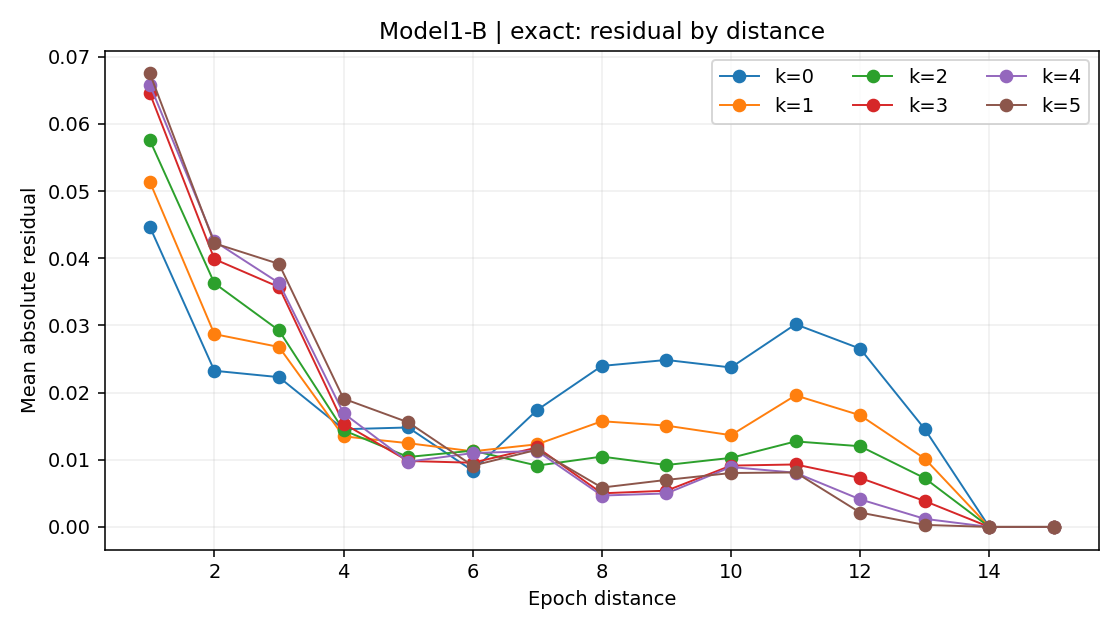 Model1-B | exact: residual by distance
k=0 k=2 k=4
k=1 k=3 k=5
0.07
0.06
0.05
0.04
0.03
0.02
0.01
0.00
Mean absolute residual
2 4 6 8 10 12 14
Epoch distance